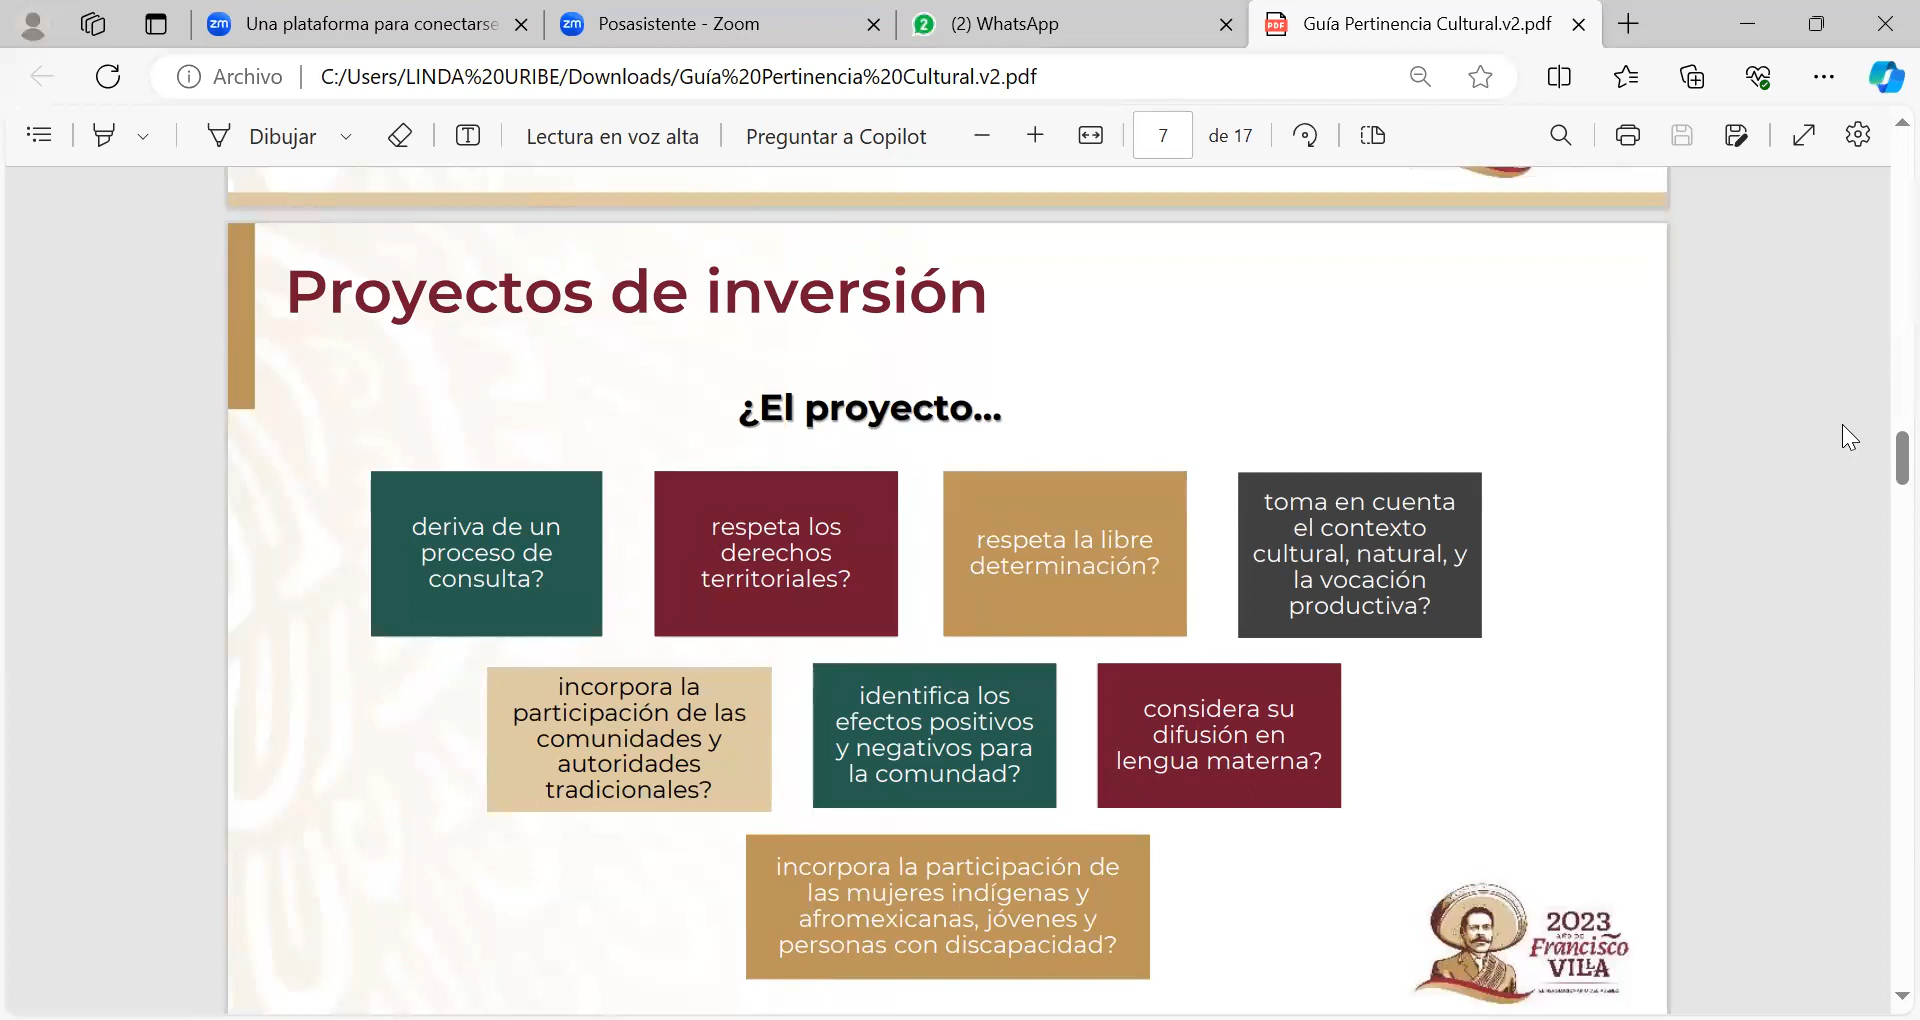 Una plataforma para conectarse
Posasistente - Zoom
(2) WhatsApp
Guía Pertinencia Cultural.v2.pdf
Archivo
C:/Users/LINDA%20URIBE/Downloads/Guía%20Pertinencia%20Cultural.v2.pdf
Dibujar
Lectura en voz alta
Preguntar a Copilot
7
de 17
Proyectos de inversión
¿El proyecto...
deriva de un
proceso de
consulta?
respeta los
derechos
territoriales?
respeta la libre
determinación?
toma en cuenta
el contexto
cultural, natural, y
la vocación
productiva?
incorpora la
participación de las
comunidades y
autoridades
tradicionales?
identifica los
efectos positivos
y negativos para
la comundad?
considera su
difusión en
lengua materna?
incorpora la participación de
las mujeres indígenas y
afromexicanas, jóvenes y
personas con discapacidad?
2023
AÑO DE
Francisco
VILLA